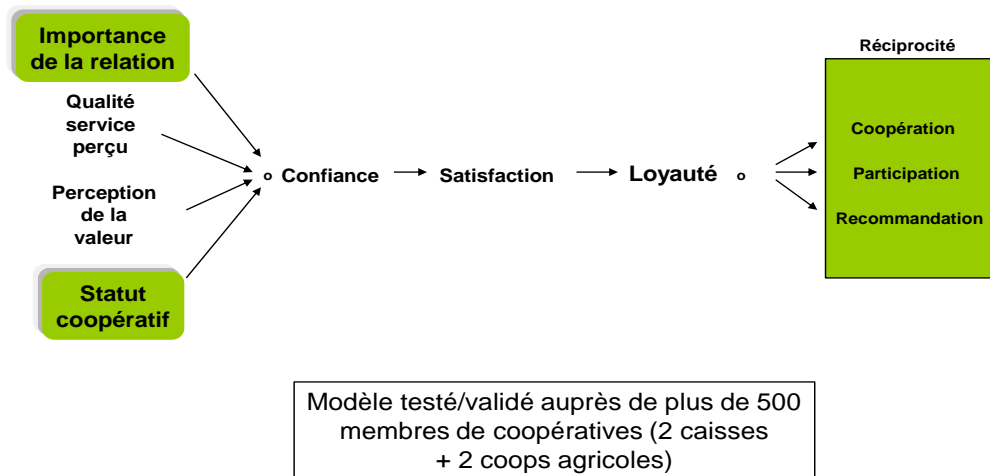 Importance
de la relation
Qualité
service
perçu
Perception
de la
valeur
Statut
coopératif
Confiance
Satisfaction
Loyauté
Réciprocité
Coopération
Participation
Recommandation
Modèle testé/validé auprès de plus de 500
membres de coopératives (2 caisses
+ 2 coops agricoles)